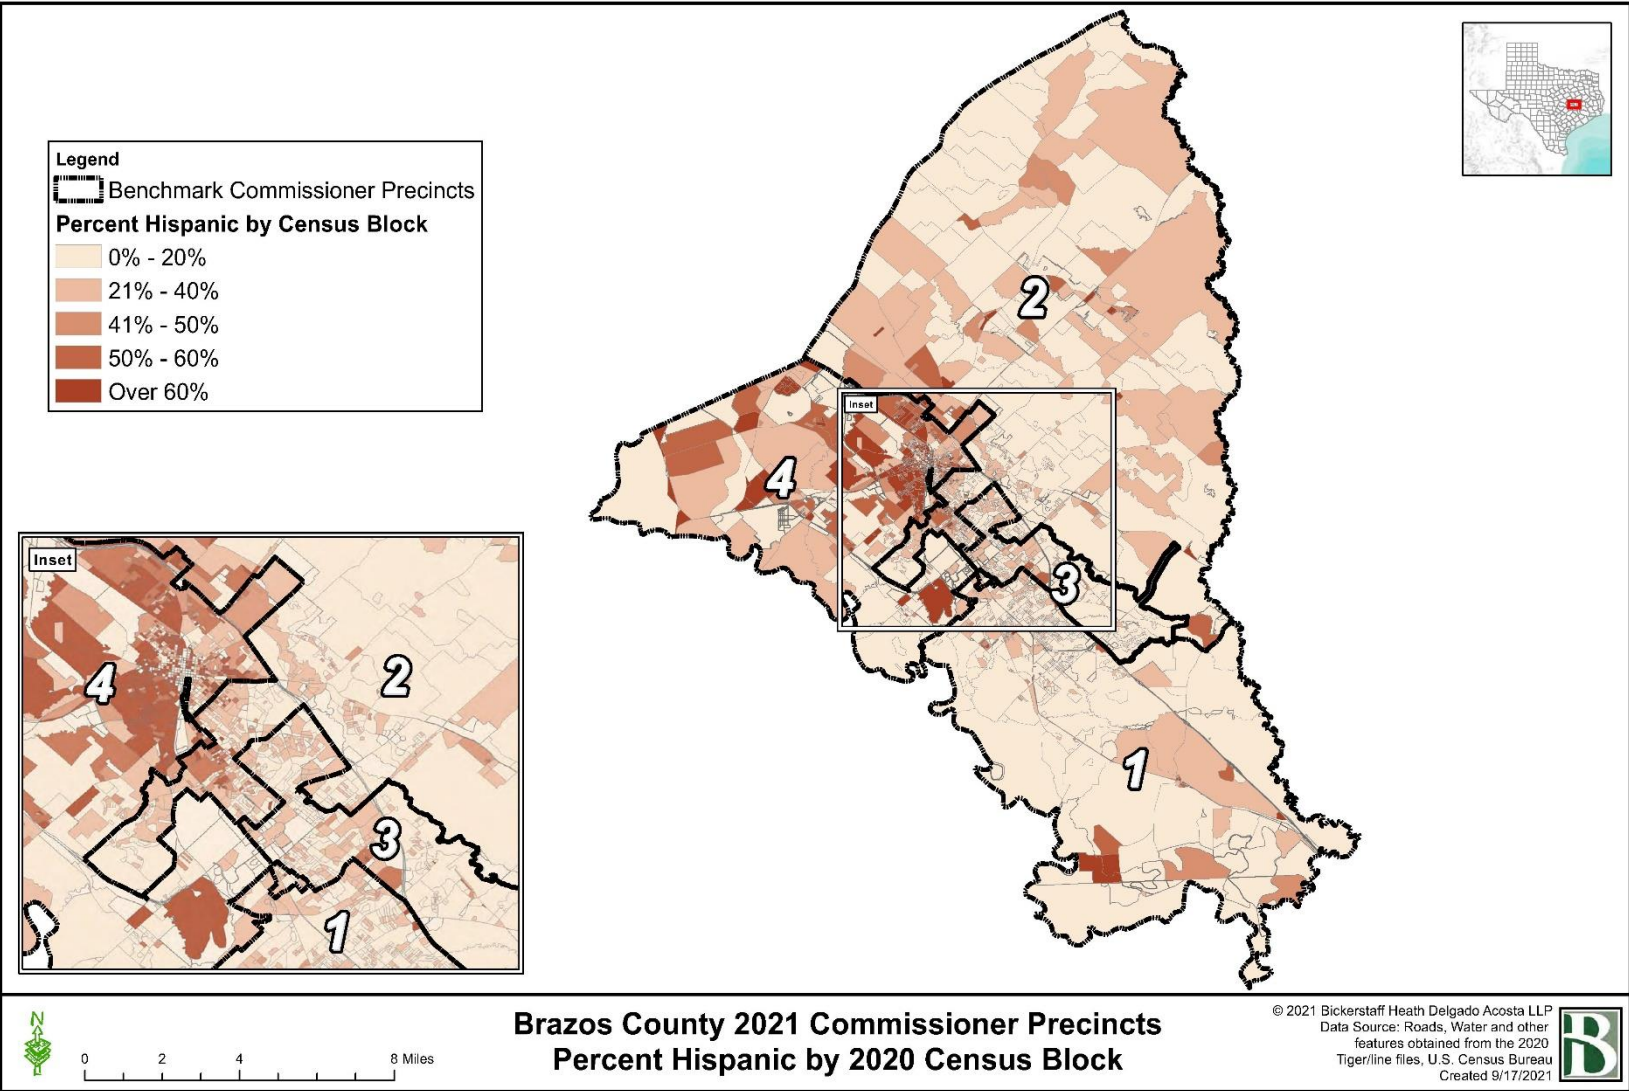 Legend
Benchmark Commissioner Precincts
Percent Hispanic by Census Block
0% - 20%
21% - 40%
41% - 50%
50% - 60%
Over 60%
2
Inset
4
3
1
Inset
4
2
3
1
N
0 2 4 8 Miles
Brazos County 2021 Commissioner Precincts
Percent Hispanic by 2020 Census Block
© 2021 Bickerstaff Heath Delgado Acosta LLP
Data Source: Roads, Water and other
features obtained from the 2020
Tiger/line files, U.S. Census Bureau
Created 9/17/2021
B